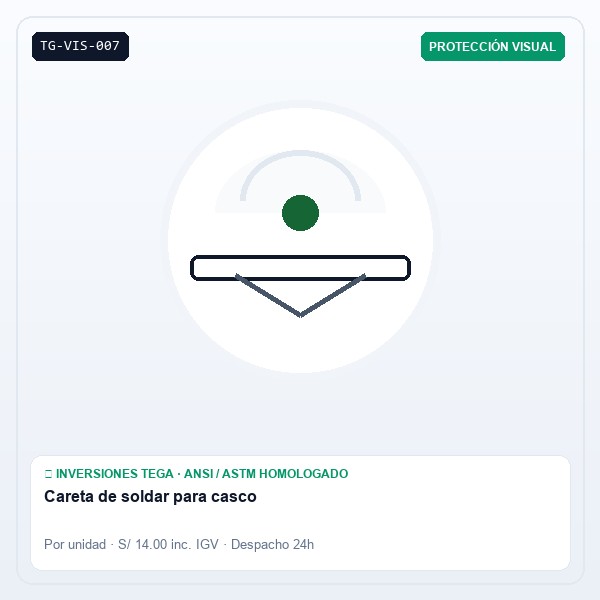 TG-VIS-007
PROTECCIÓN VISUAL
INVERSIONES TEGA · ANSI / ASTM HOMOLOGADO
Careta de soldar para casco
Por unidad · S/ 14.00 inc. IGV · Despacho 24h